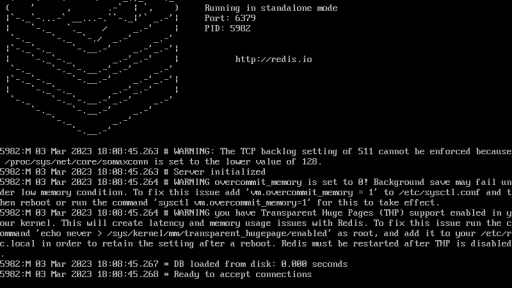 Running in standalone mode
Port: 6379
PID: 5982
http://redis.io
5982:M 03 Mar 2023 18:08:45.263 # WARNING: The TCP backlog setting of 511 cannot be enforced because
/proc/sys/net/core/somaxconn is set to the lower value of 128.
5982:M 03 Mar 2023 18:08:45.263 # Server initialized
5982:M 03 Mar 2023 18:08:45.264 # WARNING overcommit_memory is set to 0! Background save may fail un
der low memory condition. To fix this issue add 'vm.overcommit_memory = 1' to /etc/sysctl.conf and t
hen reboot or run the command 'sysctl vm.overcommit_memory=1' for this to take effect.
5982:M 03 Mar 2023 18:08:45.264 # WARNING you have Transparent Huge Pages (THP) support enabled in y
our kernel. This will create latency and memory usage issues with Redis. To fix this issue run the c
ommand 'echo never > /sys/kernel/mm/transparent_hugepage/enabled' as root, and add it to your /etc/r
c.local in order to retain the setting after a reboot. Redis must be restarted after THP is disabled
.
5982:M 03 Mar 2023 18:08:45.267 * DB loaded from disk: 0.000 seconds
5982:M 03 Mar 2023 18:08:45.268 * Ready to accept connections